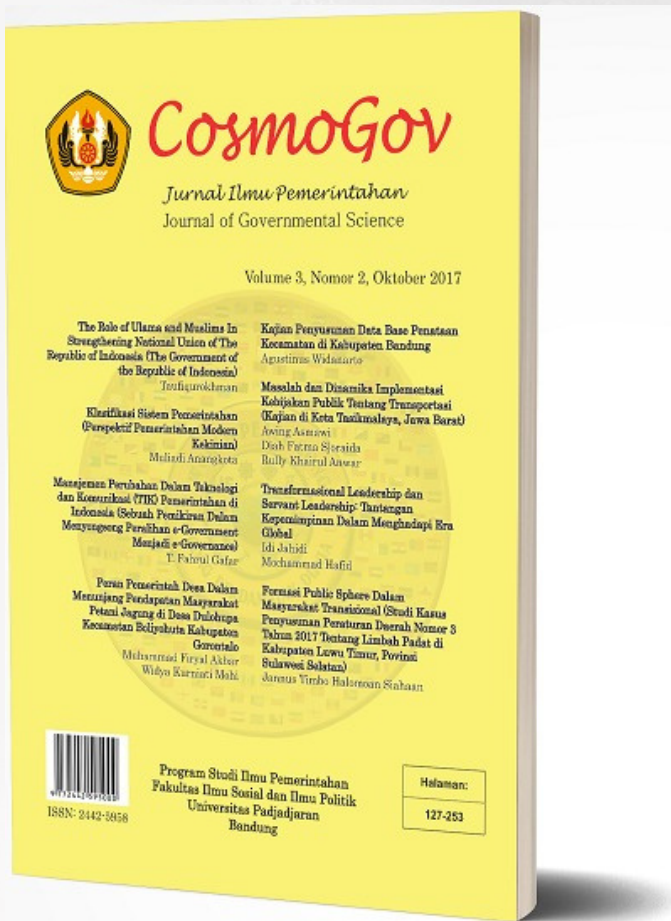 CosmoGov
Jurnal Ilmu Pemerintahan
Journal of Governmental Science
Volume 3, Nomor 2, Oktober 2017
The Role of Ulama and Muslims In
Strengthening National Union of The
Republic of Indonesia (The Government of
the Republic of Indonesia)
Taufiqurokhman
Klasifikasi Sistem Pemerintahan
(Perspektif Pemerintahan Modern
Kekinian)
Muliadi Anangkota
Manajemen Perubahan Dalam Teknologi
dan Komunikasi (TIK) Pemerintahan di
Indonesia (Sebuah Pemikiran Dalam
Menyongsong Peralihan e-Government
Menjadi e-Governance)
T. Fahrul Gafar
Peran Pemerintah Desa Dalam
Menunjang Pendapatan Masyarakat
Petani Jagung di Desa Dulohupa
Kecamatan Boliyohuto Kabupaten
Gorontalo
Muhammad Firyal Akbar
Widya Kurniati Mohi
Kajian Penyusunan Data Base Penataan
Kecamatan di Kabupaten Bandung
Agustinus Widanarto
Masalah dan Dinamika Implementasi
Kebijakan Publik Tentang Transportasi
(Kajian di Kota Tasikmalaya, Jawa Barat)
Awing Asmawi
Diah Fatma Sjoraida
Rully Khairul Anwar
Transformasional Leadership dan
Servant Leadership: Tantangan
Kepemimpinan Dalam Menghadapi Era
Global
Idi Jahidi
Mochammad Hafid
Formasi Public Sphere Dalam
Masyarakat Transisional (Studi Kasus
Penyusunan Peraturan Daerah Nomor 3
Tahun 2017 Tentang Limbah Padat di
Kabupaten Luwu Timur, Povinsi
Sulawesi Selatan)
Jannus Timbo Halomoan Siahaan
ISSN: 2442-5958
Program Studi Ilmu Pemerintahan
Fakultas Ilmu Sosial dan Ilmu Politik
Universitas Padjadjaran
Bandung
Halaman:
127-253